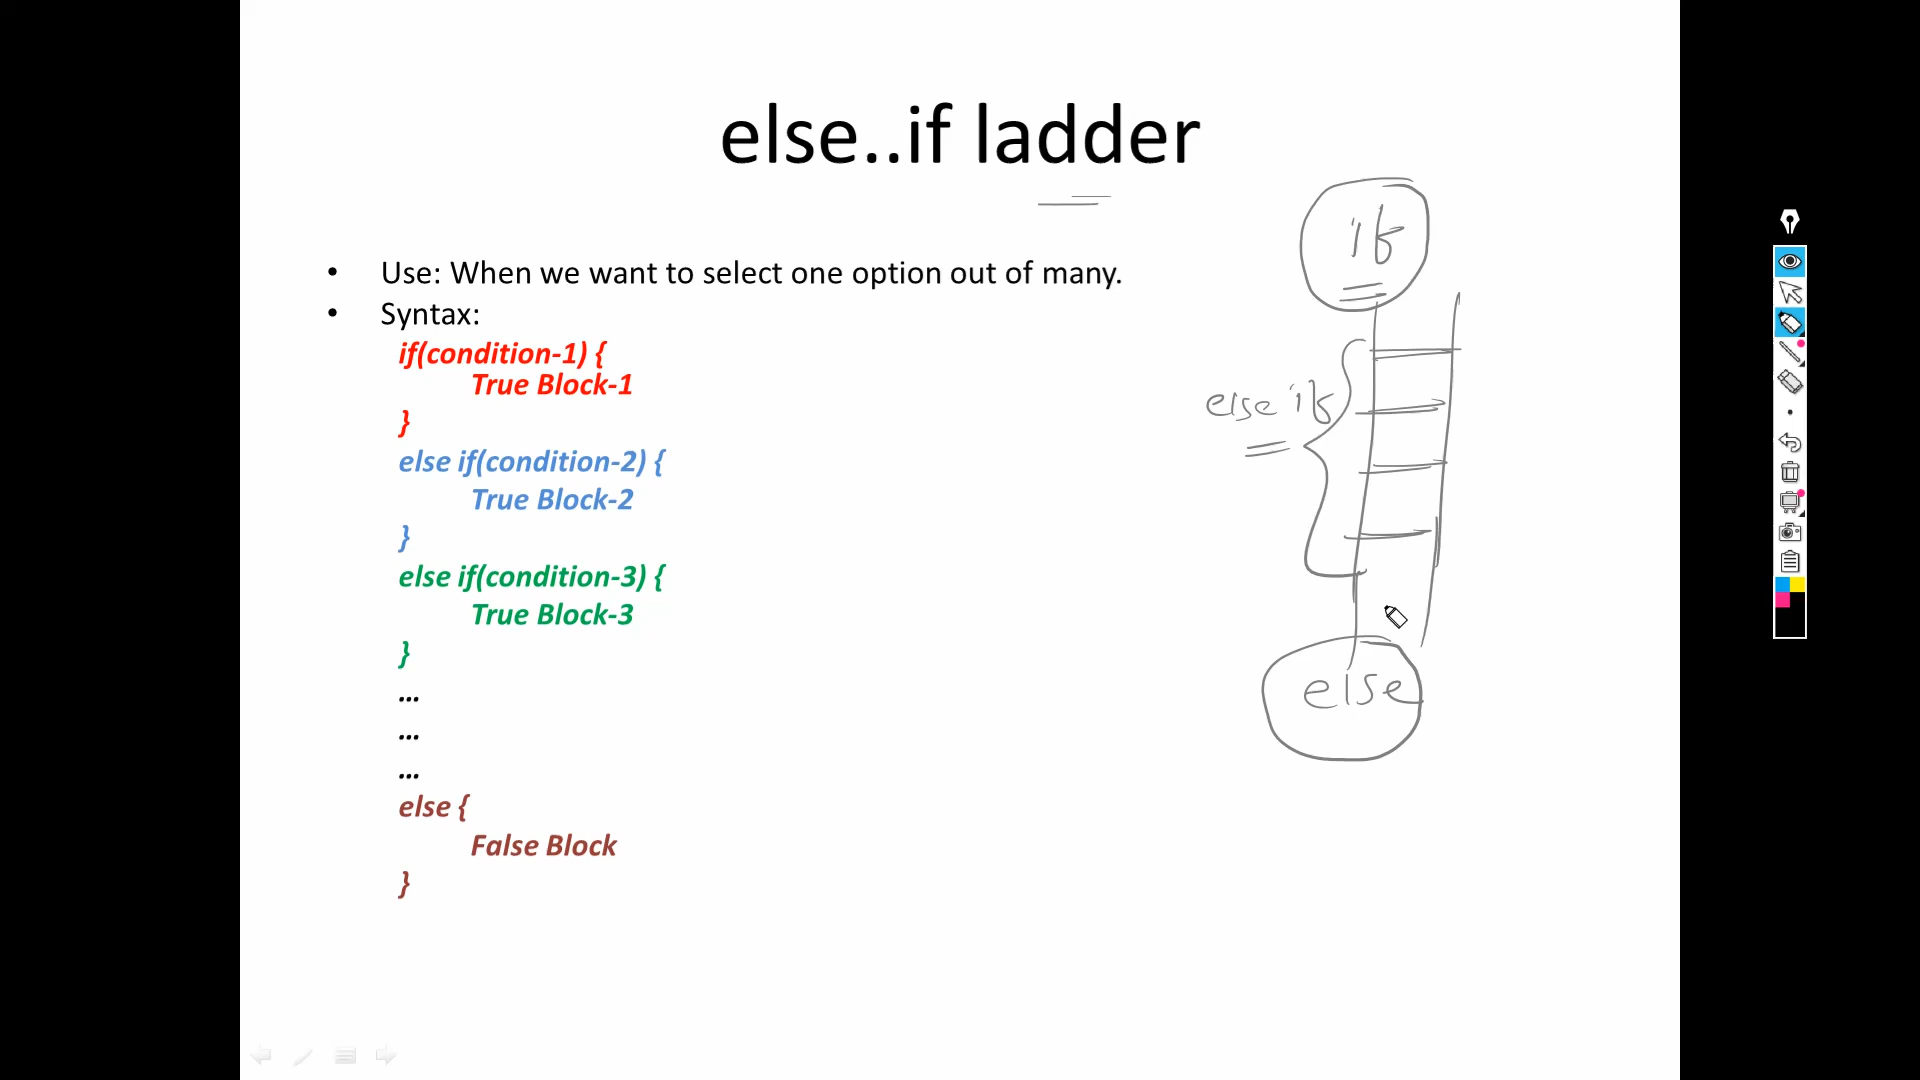 else..if ladder
• Use: When we want to select one option out of many.
• Syntax:
if(condition-1) {
True Block-1
}
else if(condition-2) {
True Block-2
}
else if(condition-3) {
True Block-3
}
...
...
...
else {
False Block
}
if
else if
else